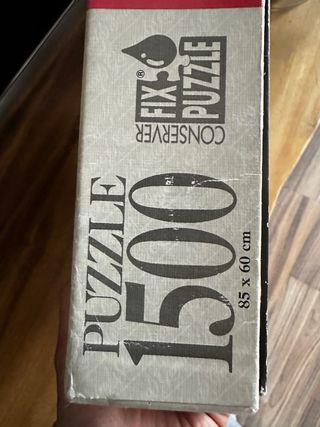 PUZZLE
1500
85 x 60 cm
FIX®
PUZZLE
CONSERVER